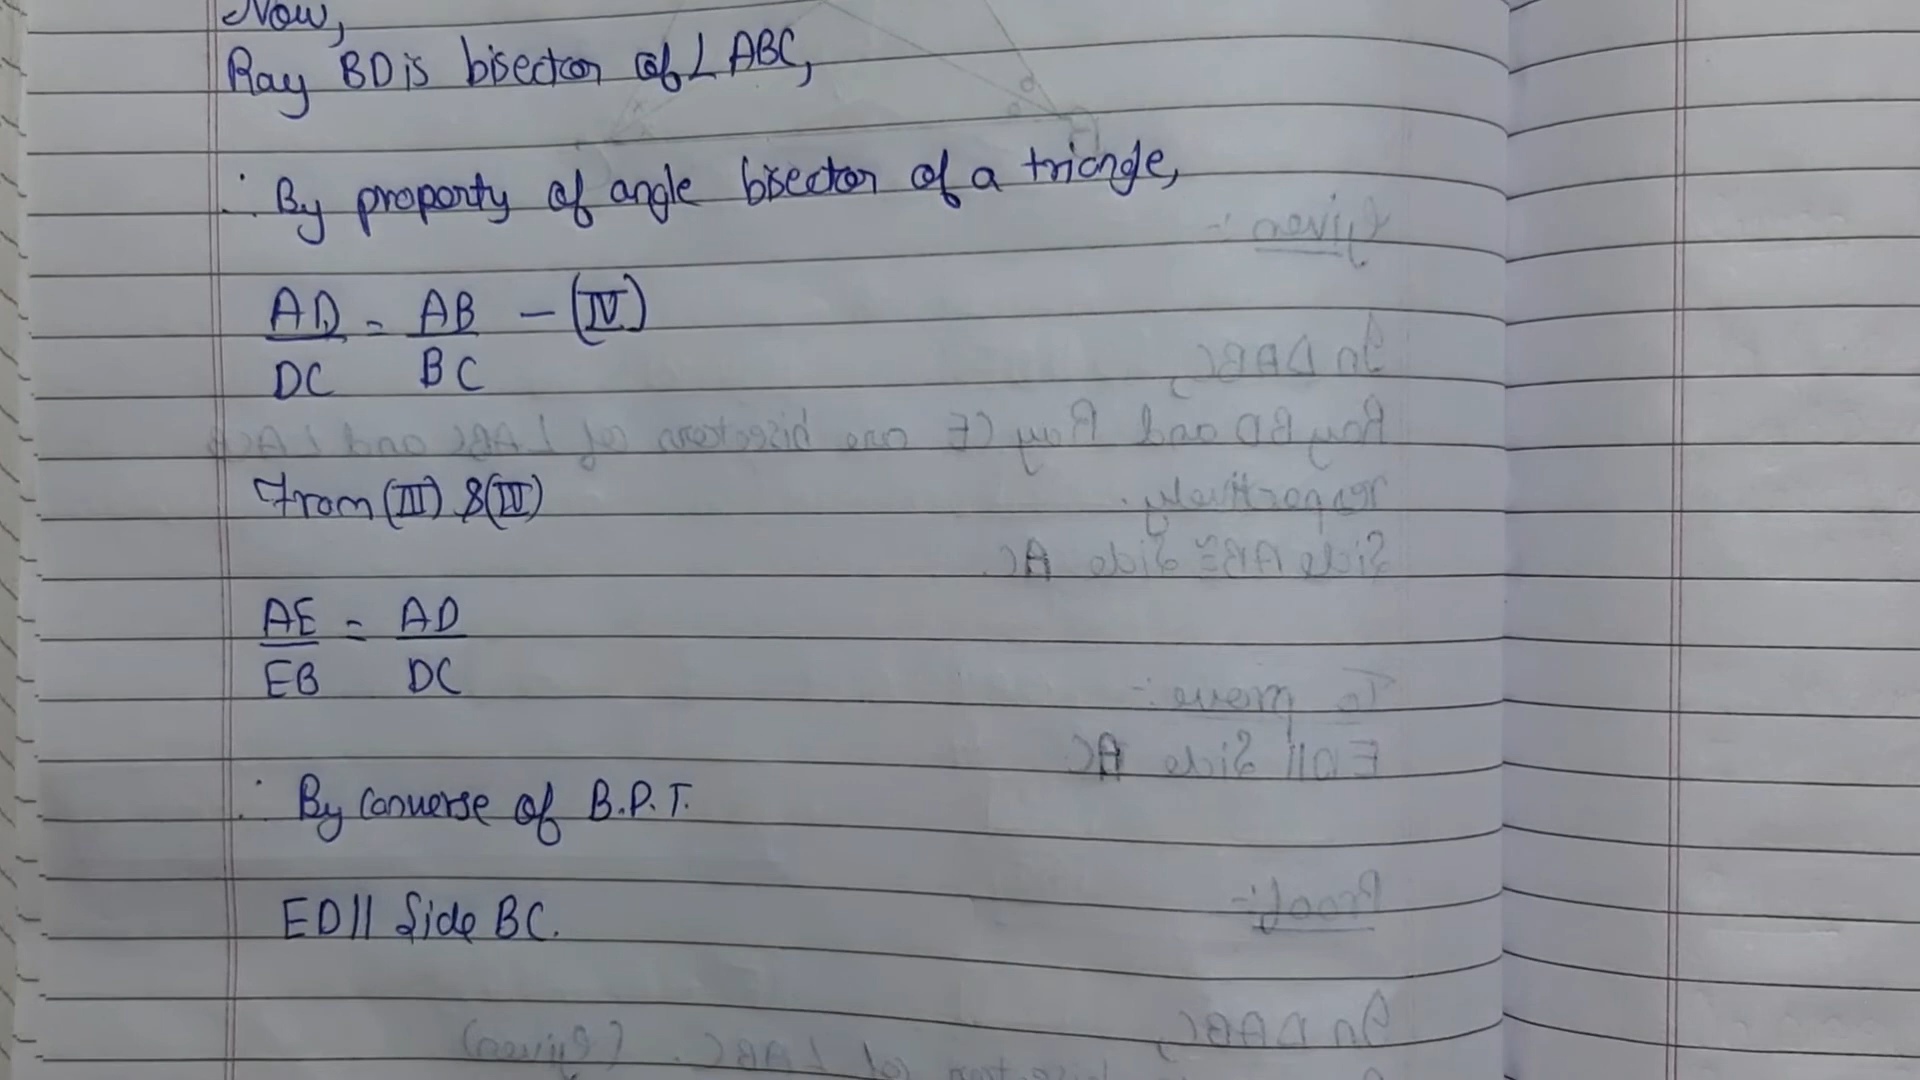 Now,
Ray BD is bisector of ∠ABC,
∴ By property of angle bisector of a triangle,
AD/DC = AB/BC — (IV)
From (III) & (IV)
AE/EB = AD/DC
∴ By converse of B.P.T.
ED || Side BC.